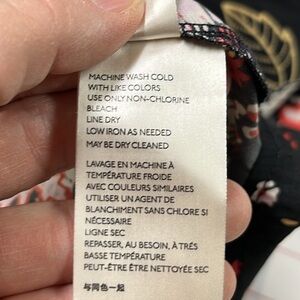 MACHINE WASH COLD
WITH LIKE COLORS
USE ONLY NON-CHLORINE
BLEACH
LINE DRY
LOW IRON AS NEEDED
MAY BE DRY CLEANED
LAVAGE EN MACHINE À
TEMPÉRATURE FROIDE
AVEC COULEURS SIMILAIRES
UTILISER UN AGENT DE
BLANCHIMENT SANS CHLORE SI
NÉCESSAIRE
LIGNE SEC
REPASSER, AU BESOIN, À TRÉS
BASSE TEMPÉRATURE
PEUT-ÊTRE ÊTRE NETTOYÉE SEC
与同色一起